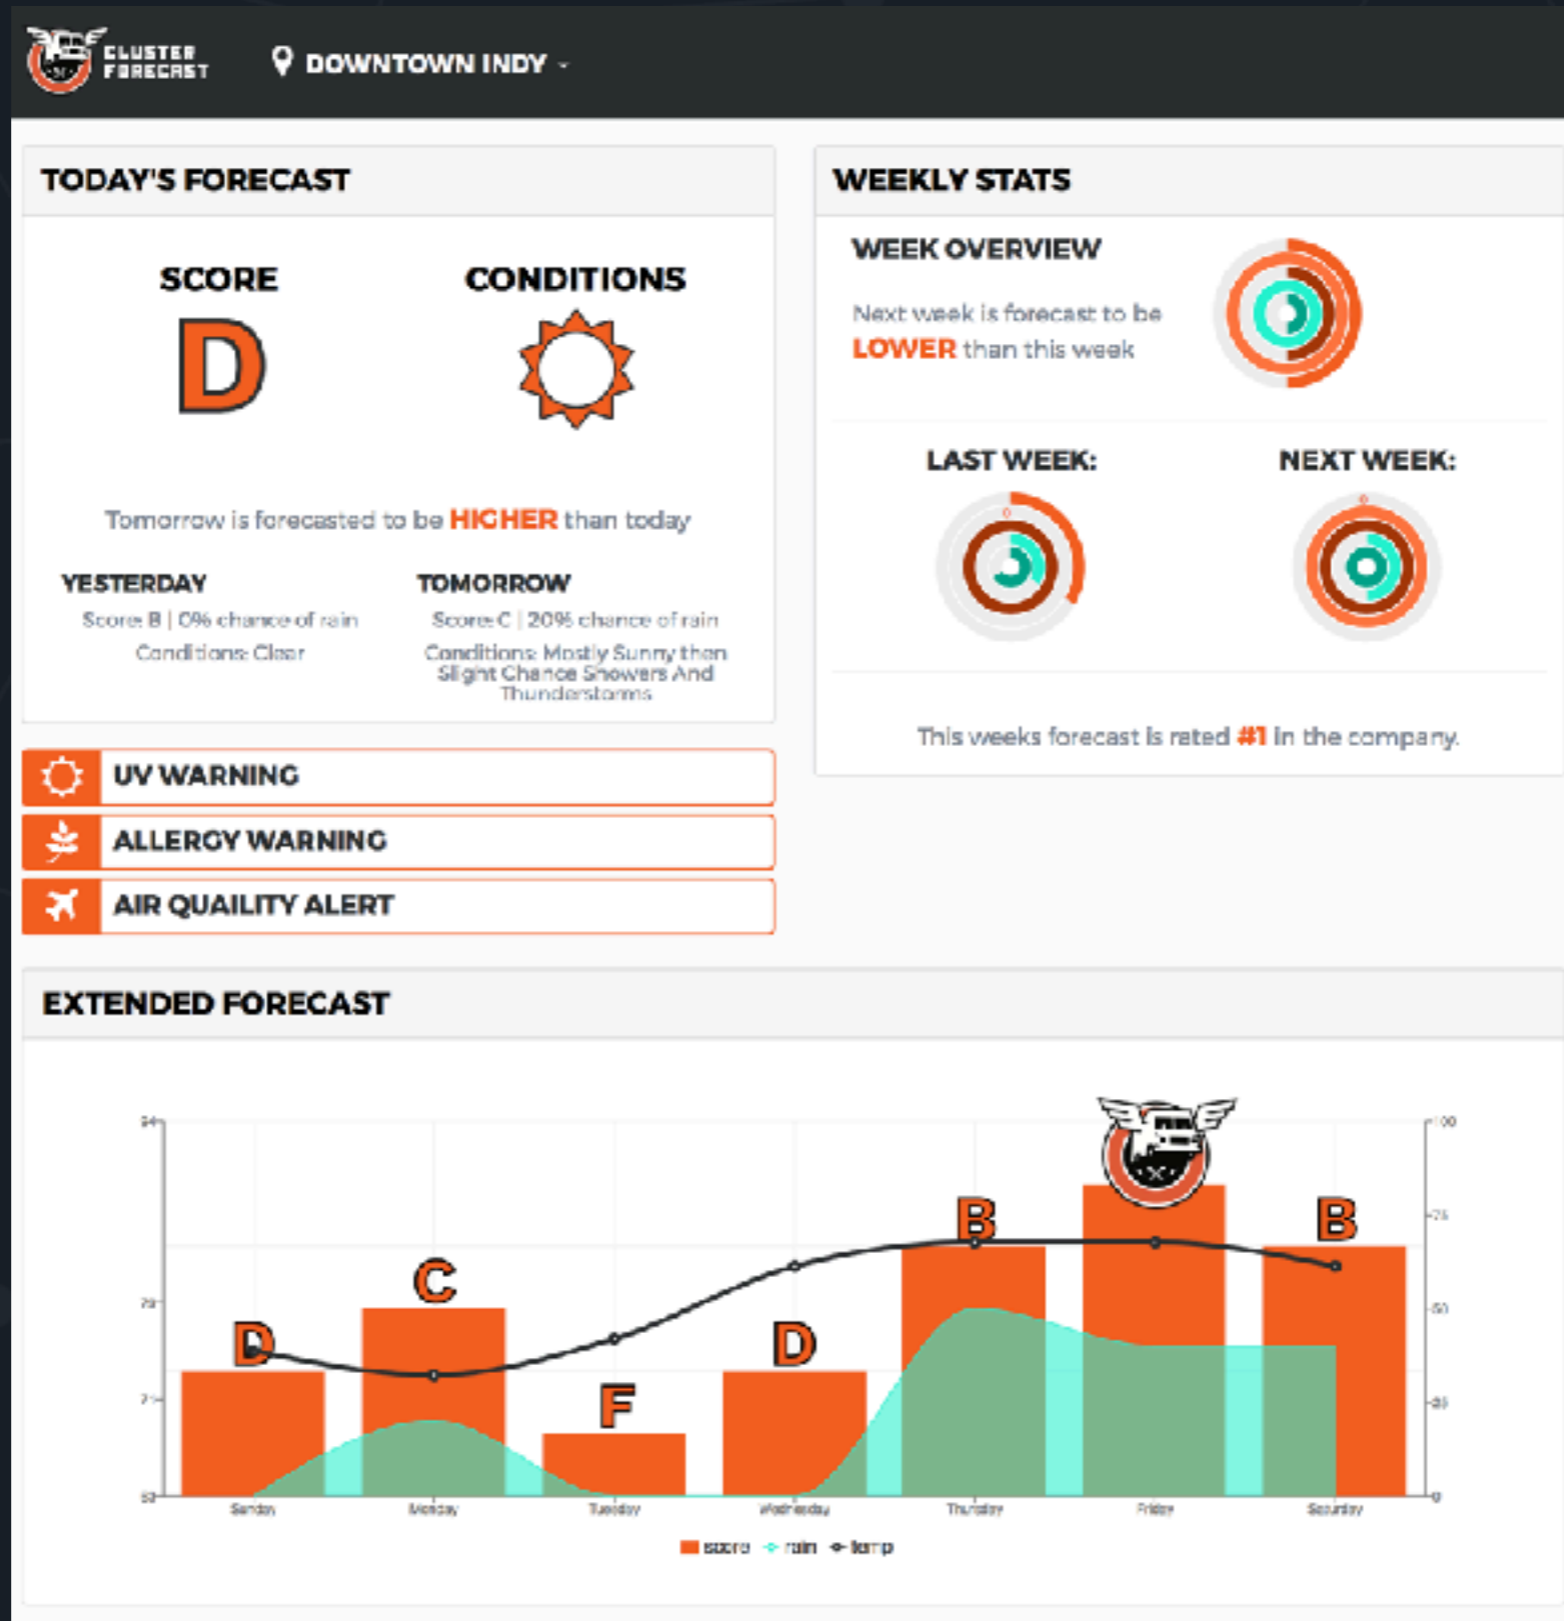 CLUSTER
FORECAST
DOWNTOWN INDY
TODAY'S FORECAST
SCORE
CONDITIONS
D
Tomorrow is forecasted to be HIGHER than today
YESTERDAY
Score: B | 0% chance of rain
Conditions: Clear
TOMORROW
Score: C | 20% chance of rain
Conditions: Mostly Sunny then
Slight Chance Showers And
Thunderstorms
UV WARNING
ALLERGY WARNING
AIR QUAILITY ALERT
WEEKLY STATS
WEEK OVERVIEW
Next week is forecast to be
LOWER than this week
LAST WEEK:
0
NEXT WEEK:
0
This weeks forecast is rated #1 in the company.
EXTENDED FORECAST
D
C
F
D
B
B
100
75
50
25
0
Sunday
Monday
Tuesday
Wednesday
Thursday
Friday
Saturday
score
rain
temp